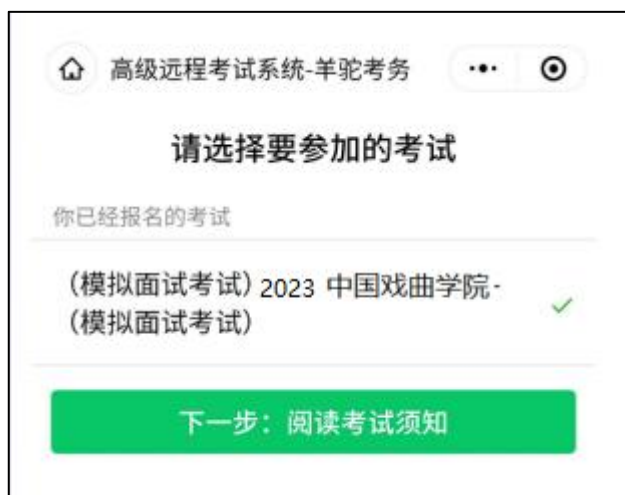 高级远程考试系统-羊驼考务
请选择要参加的考试
你已经报名的考试
（模拟面试考试）2023 中国戏曲学院-
（模拟面试考试）
下一步：阅读考试须知